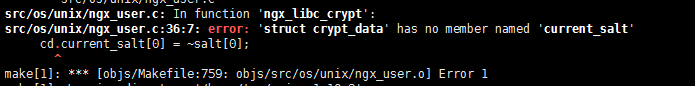 src/os/unix/ngx_user.c: In function 'ngx_libc_crypt':
src/os/unix/ngx_user.c:36:7: error: 'struct crypt_data' has no member named 'current_salt'
cd.current_salt[0] = ~salt[0];
^
make[1]: *** [objs/Makefile:759: objs/src/os/unix/ngx_user.o] Error 1